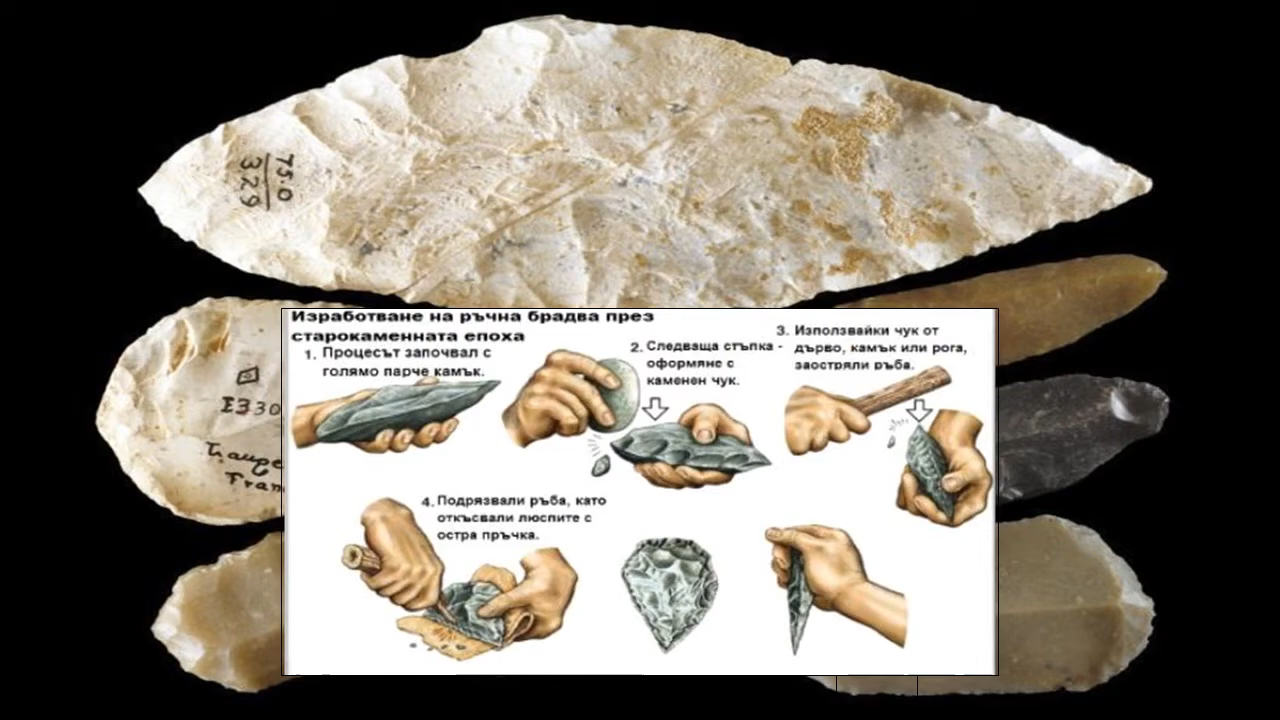 75.0
329
E330
Изработване на ръчна брадва през
старокаменната епоха
1. Процесът започвал с
голямо парче камък.
2. Следваща стъпка -
оформяне с
каменен чук.
3. Използвайки чук от
дърво, камък или рога,
заостряли ръба.
4. Подрязвали ръба, като
откъсвали люспите с
остра пръчка.